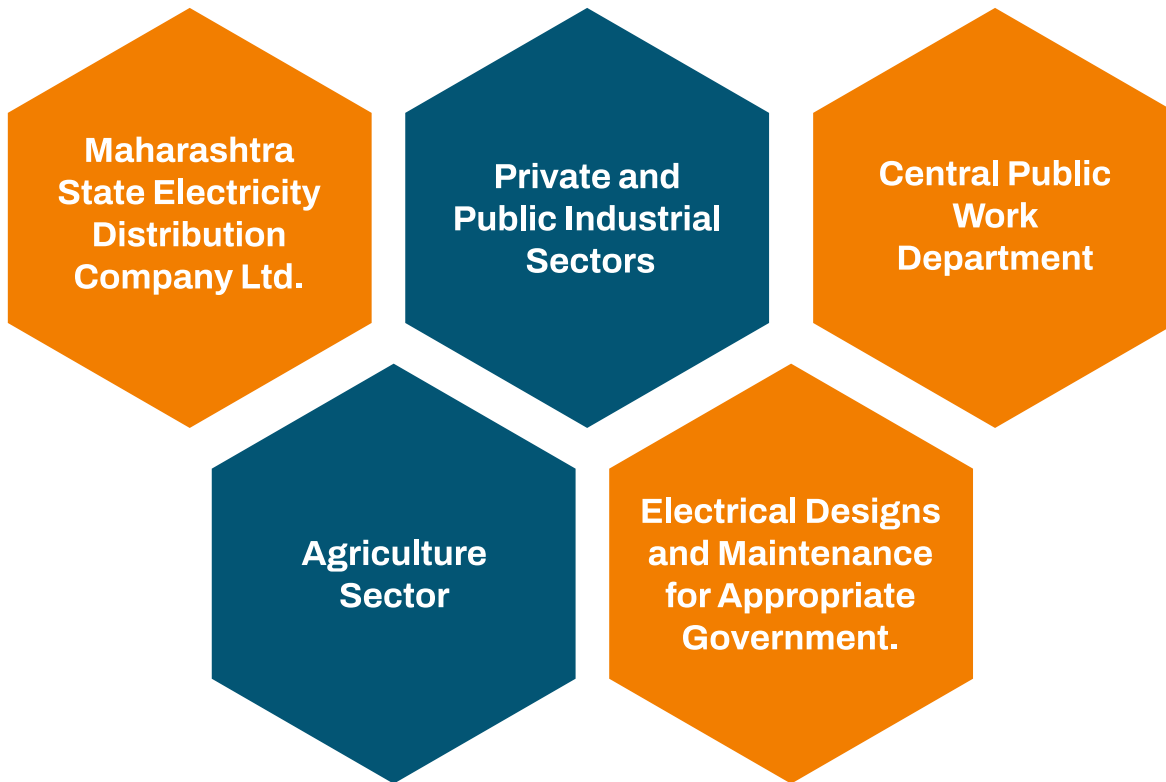 Maharashtra
State Electricity
Distribution
Company Ltd.
Private and
Public Industrial
Sectors
Central Public
Work
Department
Agriculture
Sector
Electrical Designs
and Maintenance
for Appropriate
Government.